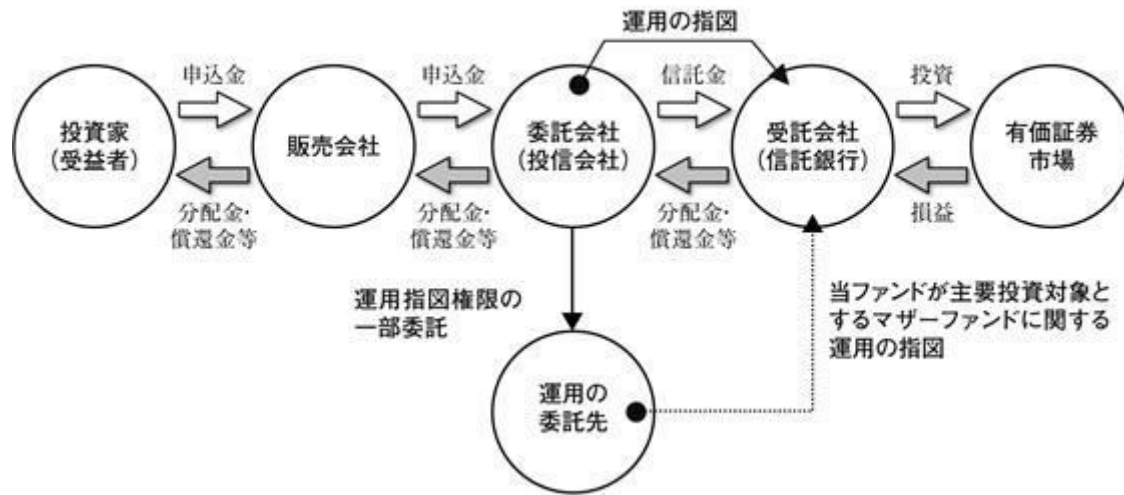 運用の指図
申込金
申込金
信託金
投資
投資家
(受益者)
販売会社
委託会社
(投信会社)
受託会社
(信託銀行)
有価証券
市場
分配金・
償還金等
分配金・
償還金等
分配金・
償還金等
損益
運用指図権限の
一部委託
当ファンドが主要投資対象と
するマザーファンドに関する
運用の指図
運用の
委託先